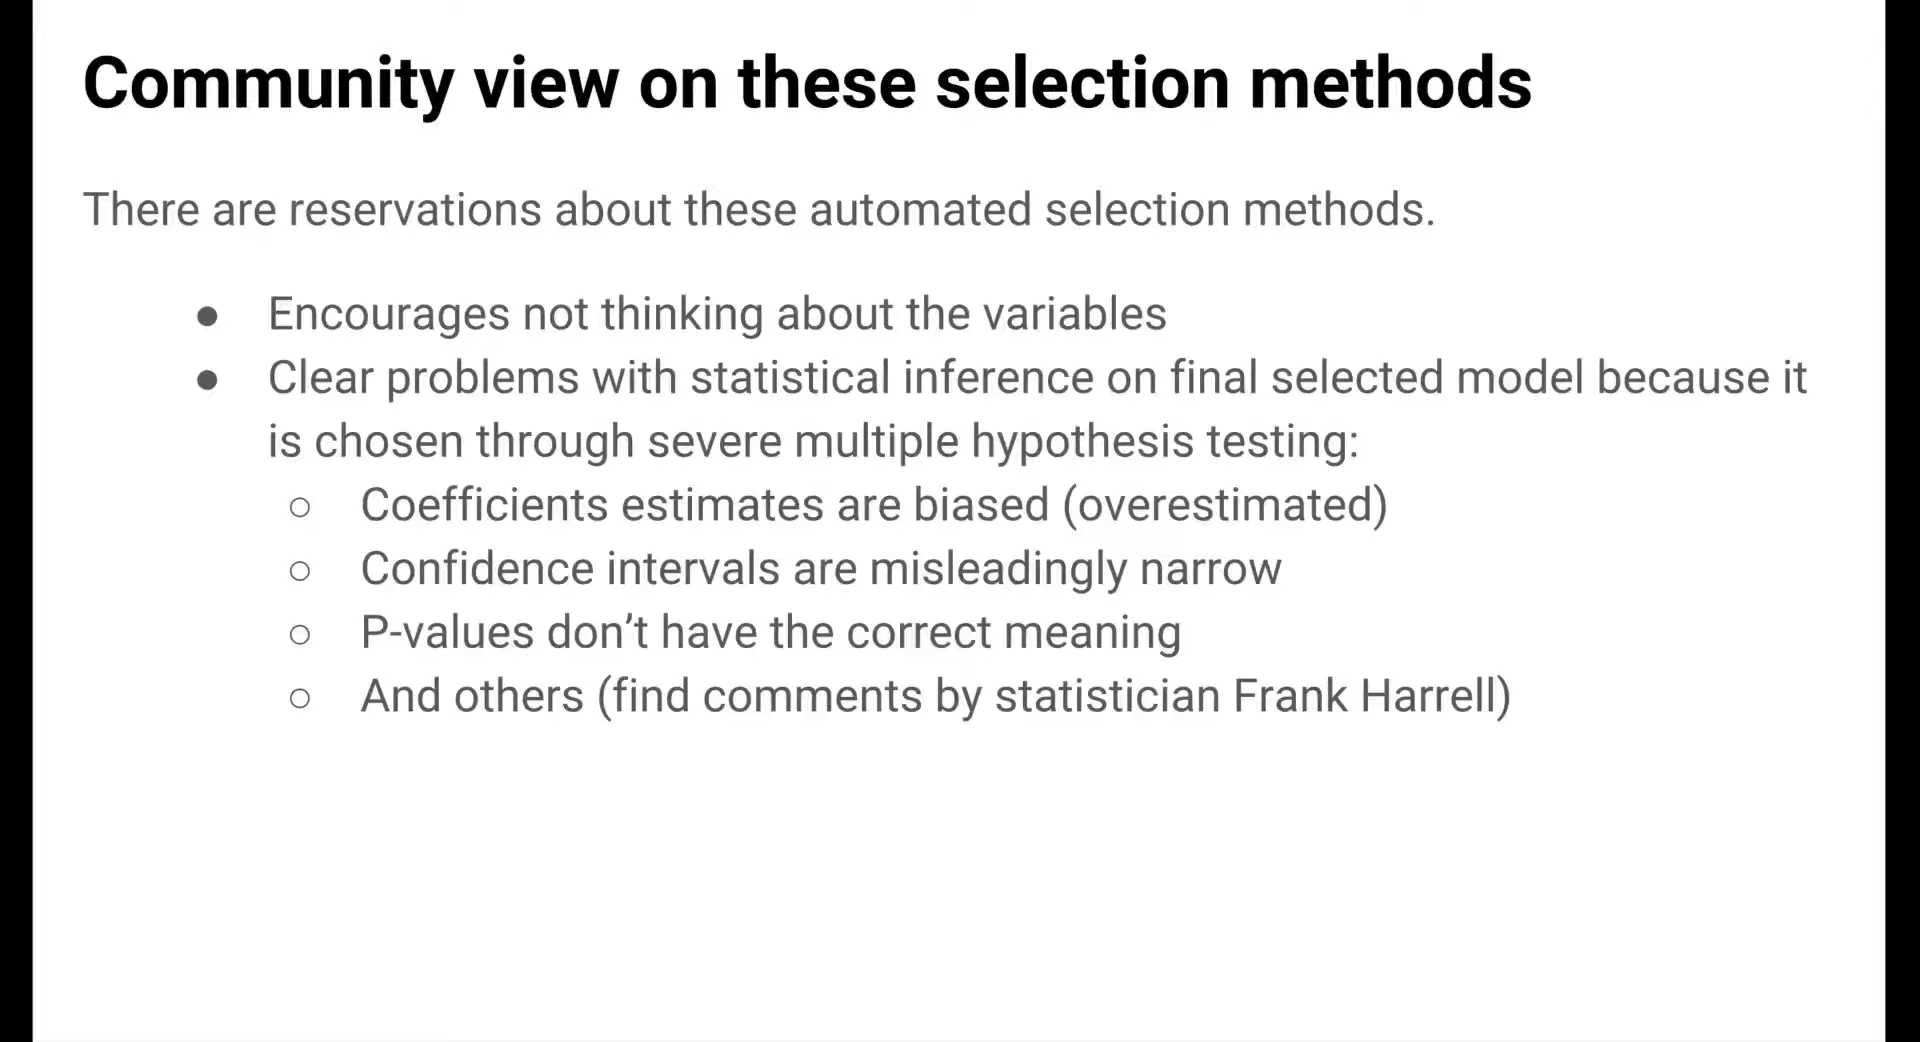 Community view on these selection methods
There are reservations about these automated selection methods.
● Encourages not thinking about the variables
● Clear problems with statistical inference on final selected model because it
is chosen through severe multiple hypothesis testing:
○ Coefficients estimates are biased (overestimated)
○ Confidence intervals are misleadingly narrow
○ P-values don’t have the correct meaning
○ And others (find comments by statistician Frank Harrell)